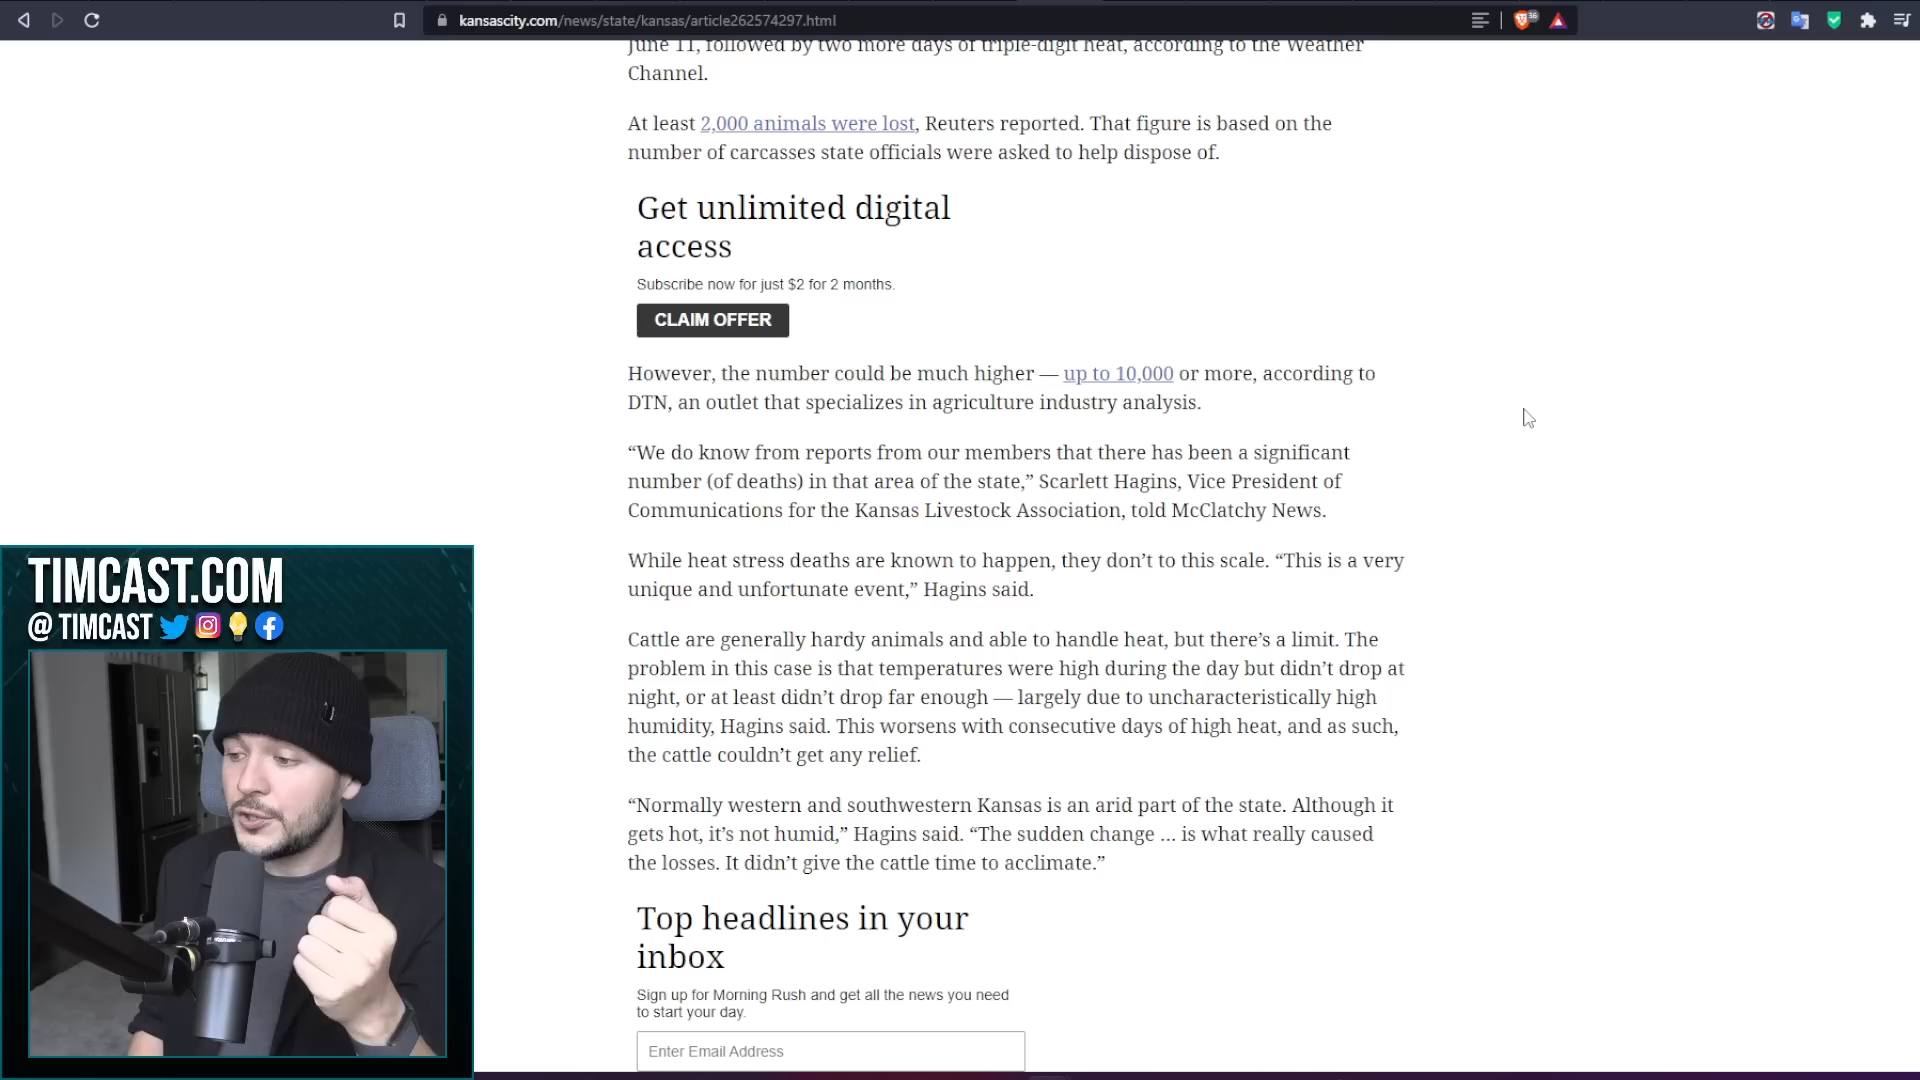 kansascity.com/news/state/kansas/article262574297.html
36
June 11, followed by two more days of triple-digit heat, according to the Weather
Channel.
At least 2,000 animals were lost, Reuters reported. That figure is based on the
number of carcasses state officials were asked to help dispose of.
Get unlimited digital
access
Subscribe now for just $2 for 2 months.
CLAIM OFFER
However, the number could be much higher — up to 10,000 or more, according to
DTN, an outlet that specializes in agriculture industry analysis.
“We do know from reports from our members that there has been a significant
number (of deaths) in that area of the state,” Scarlett Hagins, Vice President of
Communications for the Kansas Livestock Association, told McClatchy News.
While heat stress deaths are known to happen, they don’t to this scale. “This is a very
unique and unfortunate event,” Hagins said.
Cattle are generally hardy animals and able to handle heat, but there’s a limit. The
problem in this case is that temperatures were high during the day but didn’t drop at
night, or at least didn’t drop far enough — largely due to uncharacteristically high
humidity, Hagins said. This worsens with consecutive days of high heat, and as such,
the cattle couldn’t get any relief.
“Normally western and southwestern Kansas is an arid part of the state. Although it
gets hot, it’s not humid,” Hagins said. “The sudden change ... is what really caused
the losses. It didn’t give the cattle time to acclimate.”
Top headlines in your
inbox
Sign up for Morning Rush and get all the news you need
to start your day.
Enter Email Address
TIMCAST.COM
@ TIMCAST